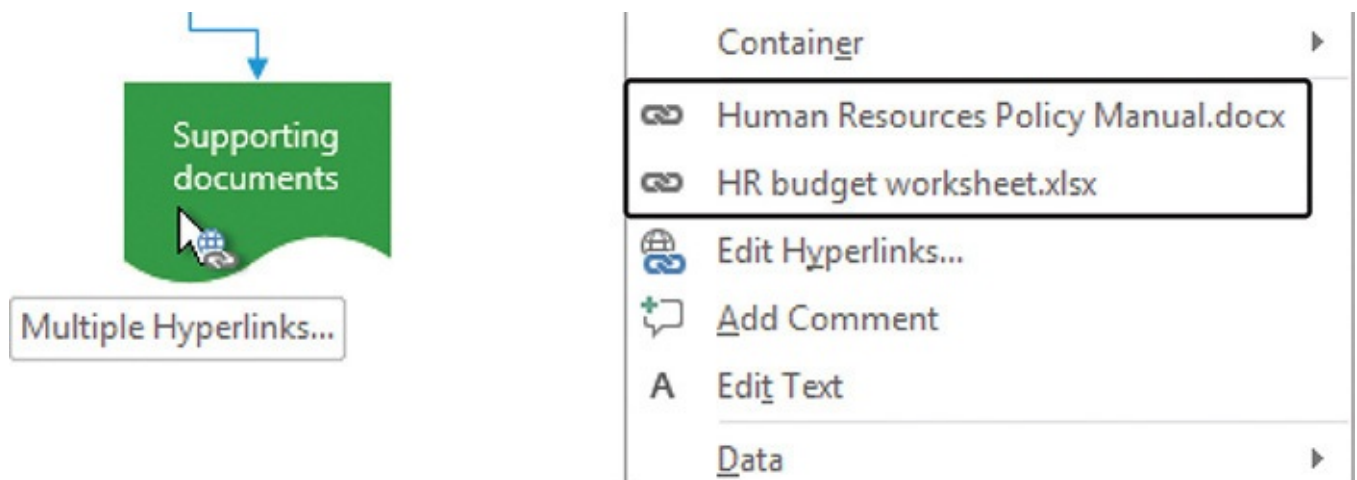 Supporting
documents
Multiple Hyperlinks...
Container
Human Resources Policy Manual.docx
HR budget worksheet.xlsx
Edit Hyperlinks...
Add Comment
A Edit Text
Data